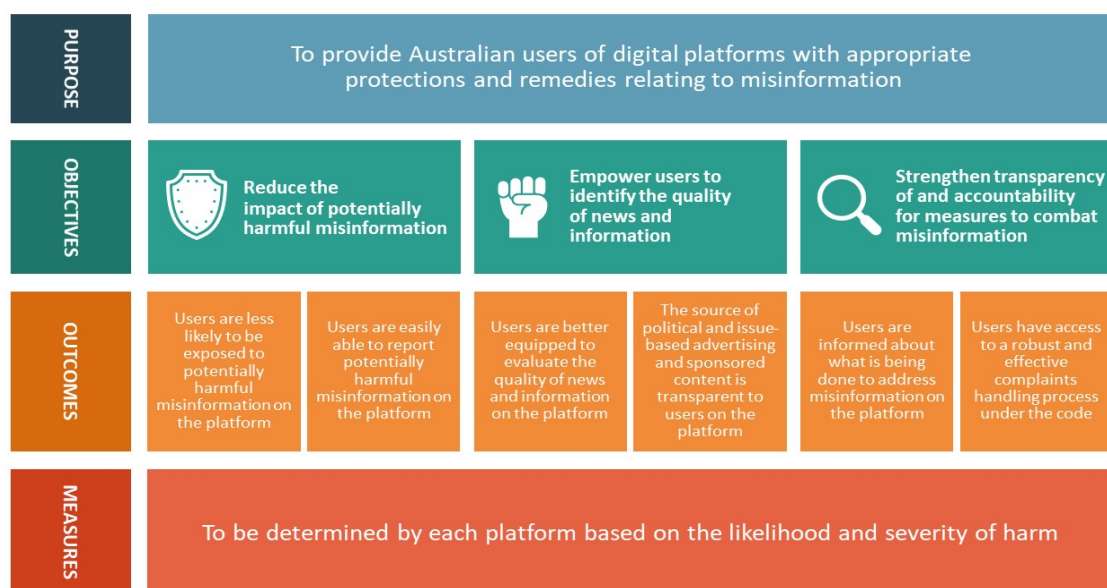 PURPOSE
To provide Australian users of digital platforms with appropriate
protections and remedies relating to misinformation
OBJECTIVES
Reduce the
impact of potentially
harmful misinformation
Empower users to
identify the quality
of news and
information
Strengthen transparency
of and accountability
for measures to combat
misinformation
OUTCOMES
Users are less
likely to be
exposed to
potentially
harmful
misinformation on
the platform
Users are easily
able to report
potentially
harmful
misinformation on
the platform
Users are better
equipped to
evaluate the
quality of news
and information
on the platform
The source of
political and issue-
based advertising
and sponsored
content is
transparent to
users on the
platform
Users are
informed about
what is being
done to address
misinformation on
the platform
Users have access
to a robust and
effective
complaints
handling process
under the code
MEASURES
To be determined by each platform based on the likelihood and severity of harm